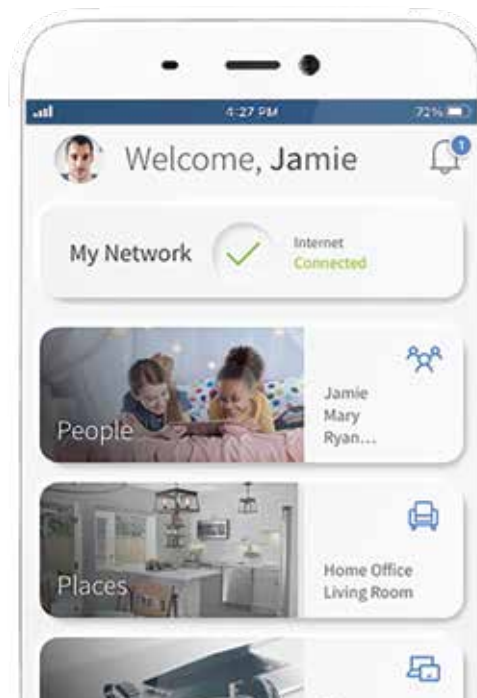 4:27 PM
72%
Welcome, Jamie
1
My Network
Internet
Connected
People
Jamie
Mary
Ryan...
Places
Home Office
Living Room